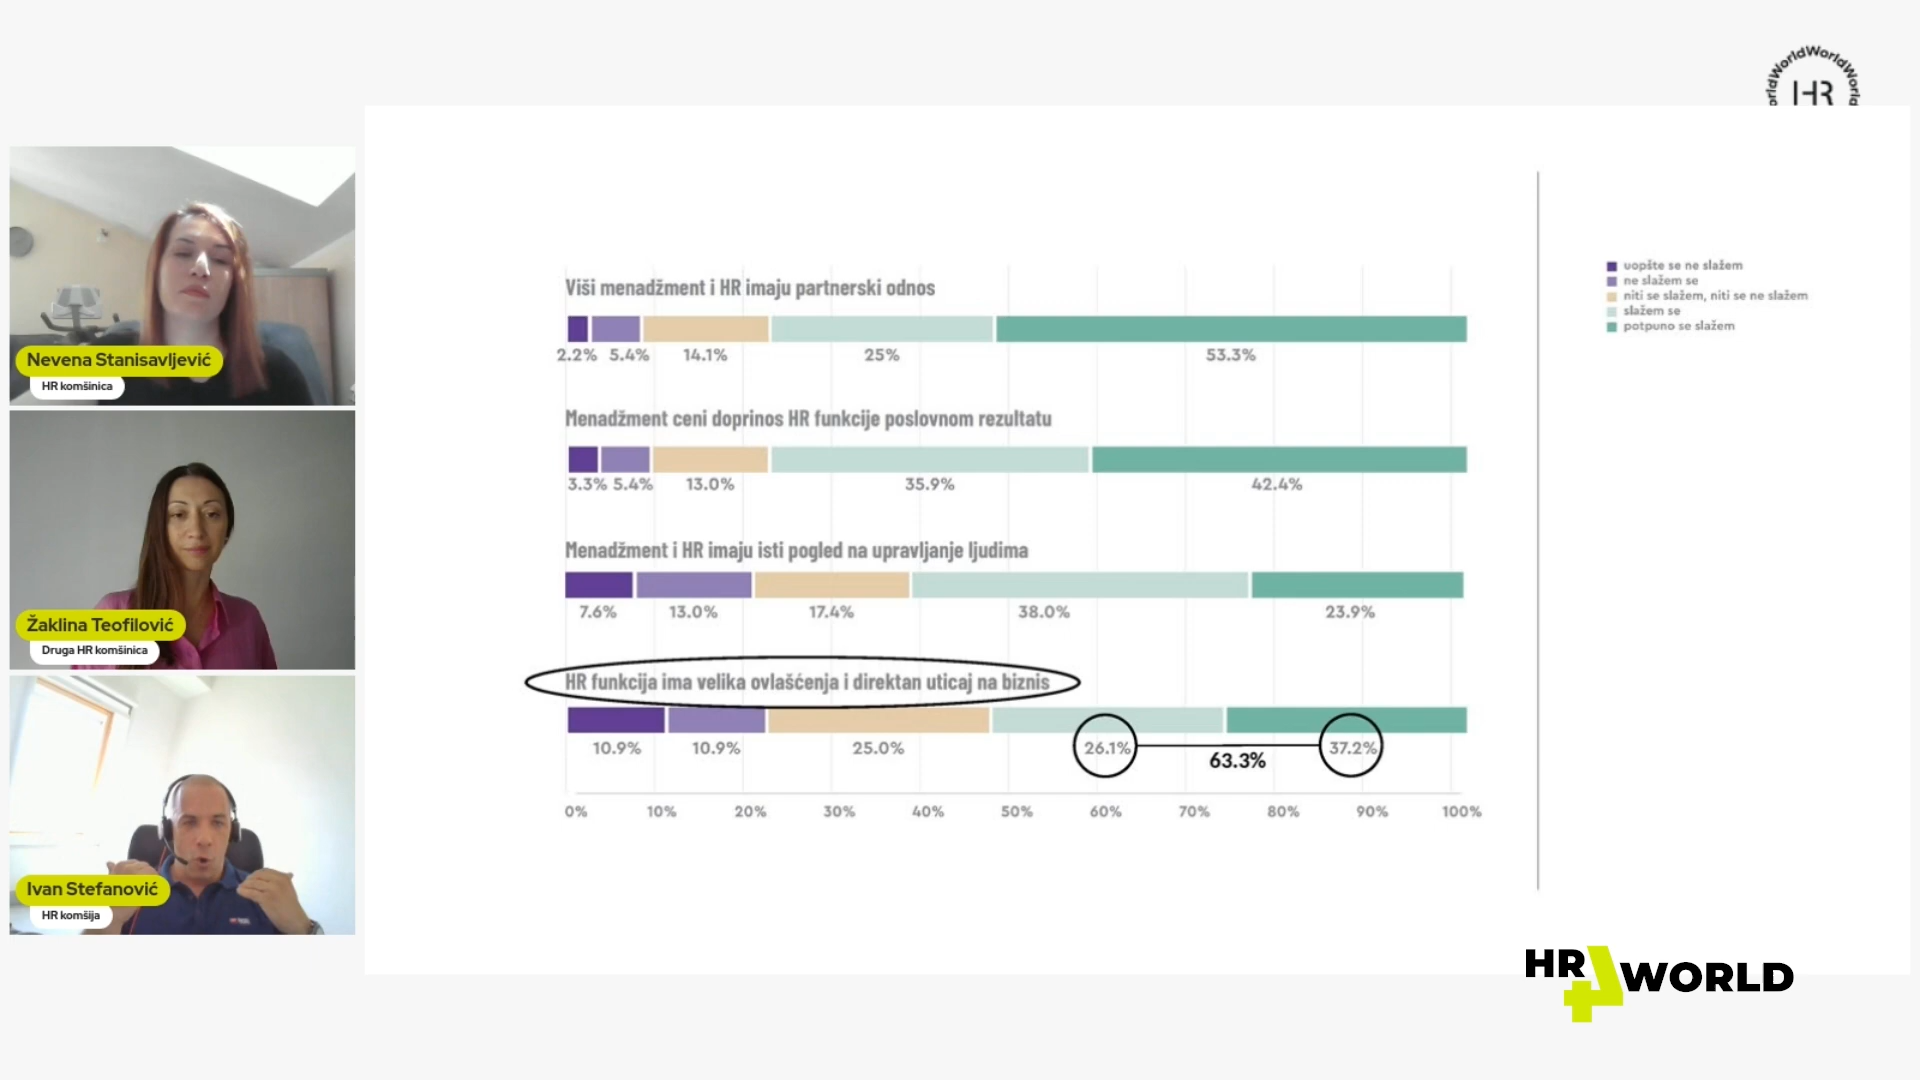 WorldWorldWorldWorld
HR
Nevena Stanisavljević
HR komšinica
Žaklina Teofilović
Druga HR komšinica
Ivan Stefanović
HR komšija
Viši menadžment i HR imaju partnerski odnos
2.2% 5.4% 14.1% 25% 53.3%
Menadžment ceni doprinos HR funkcije poslovnom rezultatu
3.3% 5.4% 13.0% 35.9% 42.4%
Menadžment i HR imaju isti pogled na upravljanje ljudima
7.6% 13.0% 17.4% 38.0% 23.9%
HR funkcija ima velika ovlašćenja i direktan uticaj na biznis
10.9% 10.9% 25.0% 26.1% 63.3% 37.2%
0% 10% 20% 30% 40% 50% 60% 70% 80% 90% 100%
uopšte se ne slažem
ne slažem se
niti se slažem, niti se ne slažem
slažem se
potpuno se slažem
HR WORLD